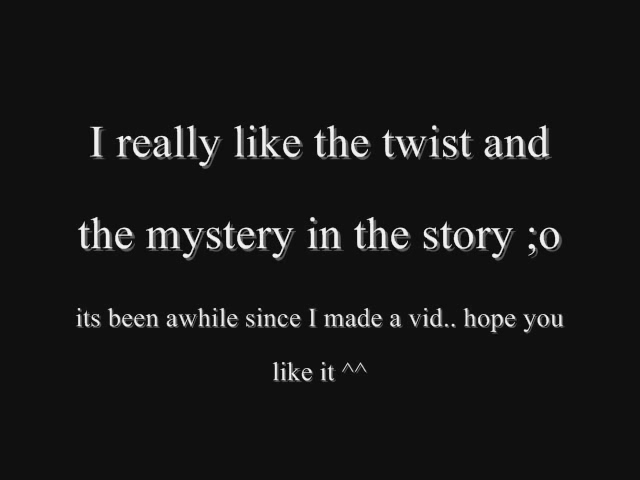 I really like the twist and
the mystery in the story ;o
its been awhile since I made a vid.. hope you
like it ^^